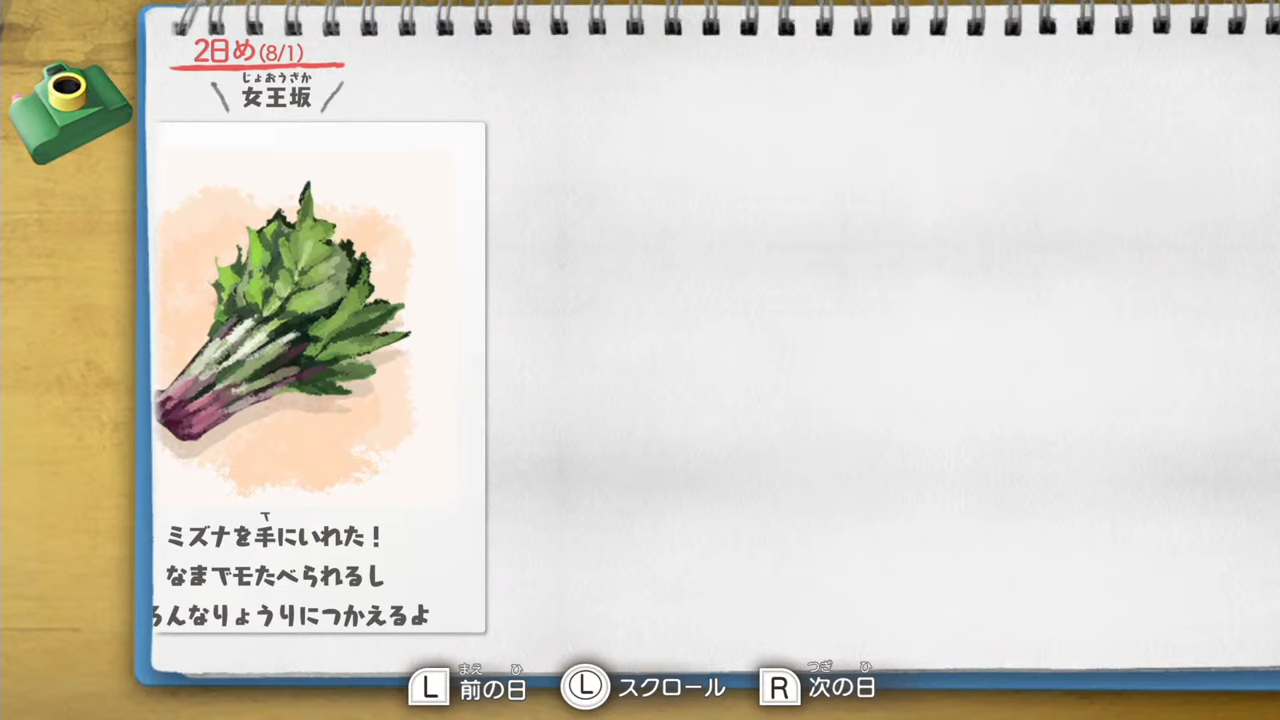 2日め(8/1)
じょおうざか
女王坂
て
ミズナを手にいれた！
なまでモたべられるし
ろんなりょうりにつかえるよ
まえ ひ つぎ ひ
L 前の日 L スクロール R 次の日